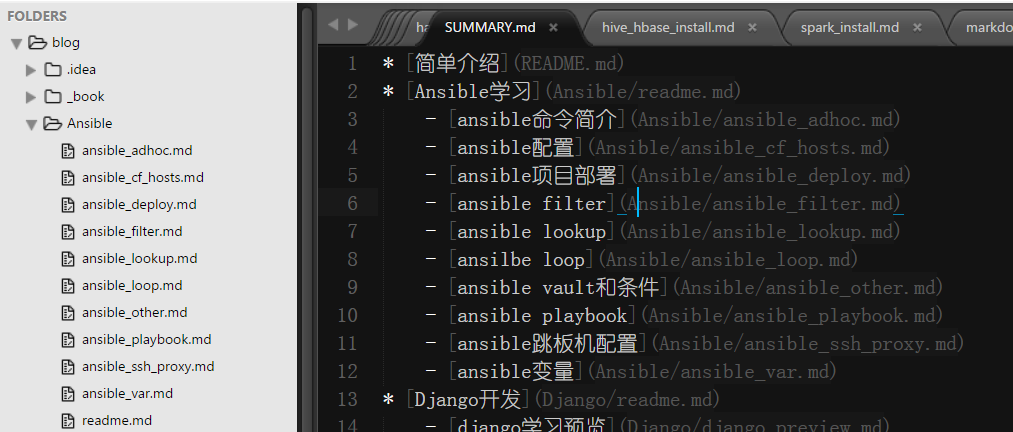 FOLDERS
blog
.idea
_book
Ansible
ansible_adhoc.md
ansible_cf_hosts.md
ansible_deploy.md
ansible_filter.md
ansible_lookup.md
ansible_loop.md
ansible_other.md
ansible_playbook.md
ansible_ssh_proxy.md
ansible_var.md
readme.md
ha SUMMARY.md × hive_hbase_install.md × spark_install.md × markdo
1 * [简单介绍](README.md)
2 * [Ansible学习](Ansible/readme.md)
3 - [ansible命令简介](Ansible/ansible_adhoc.md)
4 - [ansible配置](Ansible/ansible_cf_hosts.md)
5 - [ansible项目部署](Ansible/ansible_deploy.md)
6 - [ansible filter](Ansible/ansible_filter.md)
7 - [ansible lookup](Ansible/ansible_lookup.md)
8 - [ansilbe loop](Ansible/ansible_loop.md)
9 - [ansible vault和条件](Ansible/ansible_other.md)
10 - [ansible playbook](Ansible/ansible_playbook.md)
11 - [ansible跳板机配置](Ansible/ansible_ssh_proxy.md)
12 - [ansible变量](Ansible/ansible_var.md)
13 * [Django开发](Django/readme.md)
14 - [django学习预览](Django/django_preview.md)